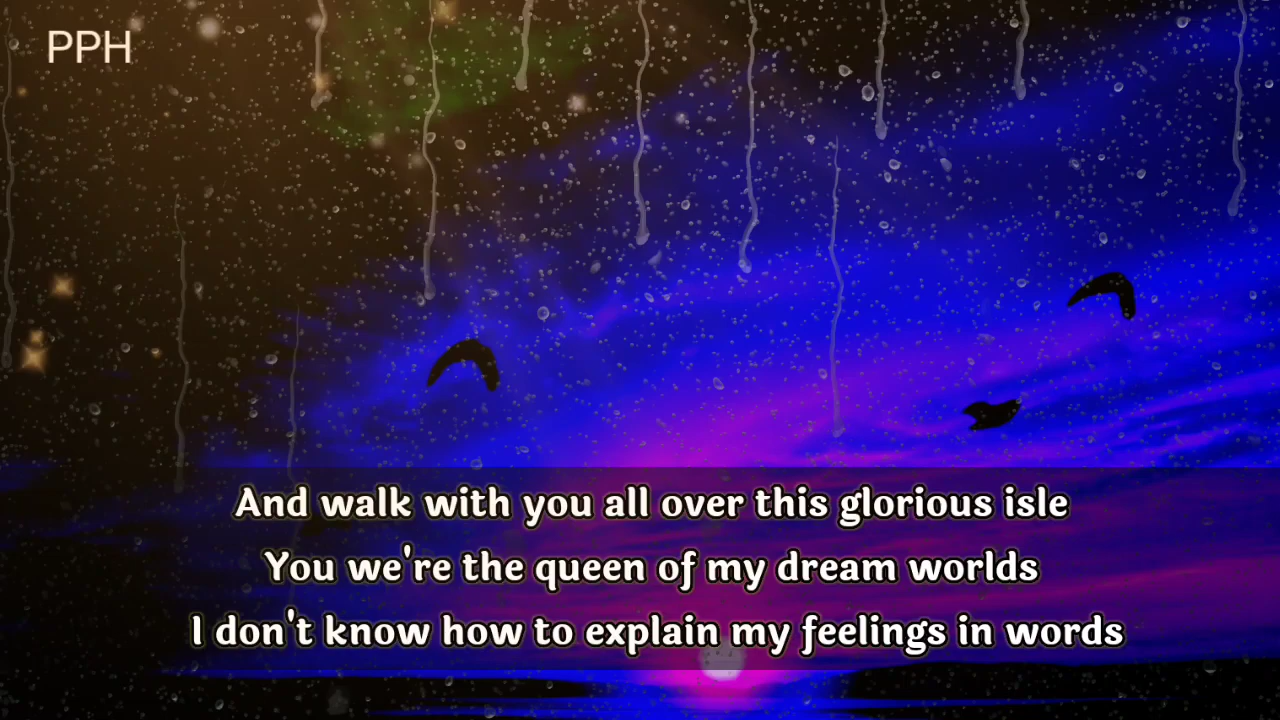 PPH
And walk with you all over this glorious isle
You we're the queen of my dream worlds
I don't know how to explain my feelings in words